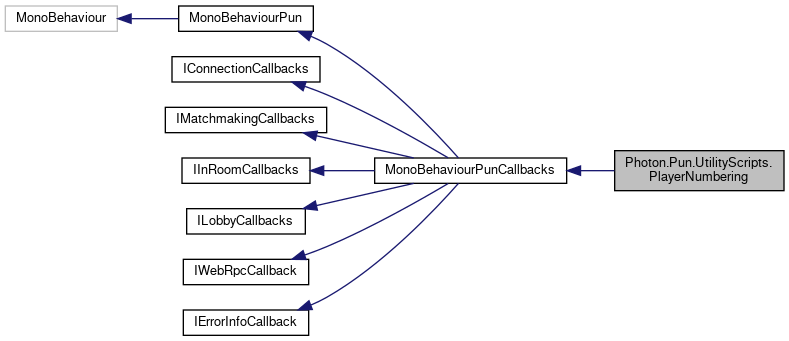 MonoBehaviour
MonoBehaviourPun
IConnectionCallbacks
IMatchmakingCallbacks
IInRoomCallbacks
MonoBehaviourPunCallbacks
Photon.Pun.UtilityScripts.
PlayerNumbering
ILobbyCallbacks
IWebRpcCallback
IErrorInfoCallback